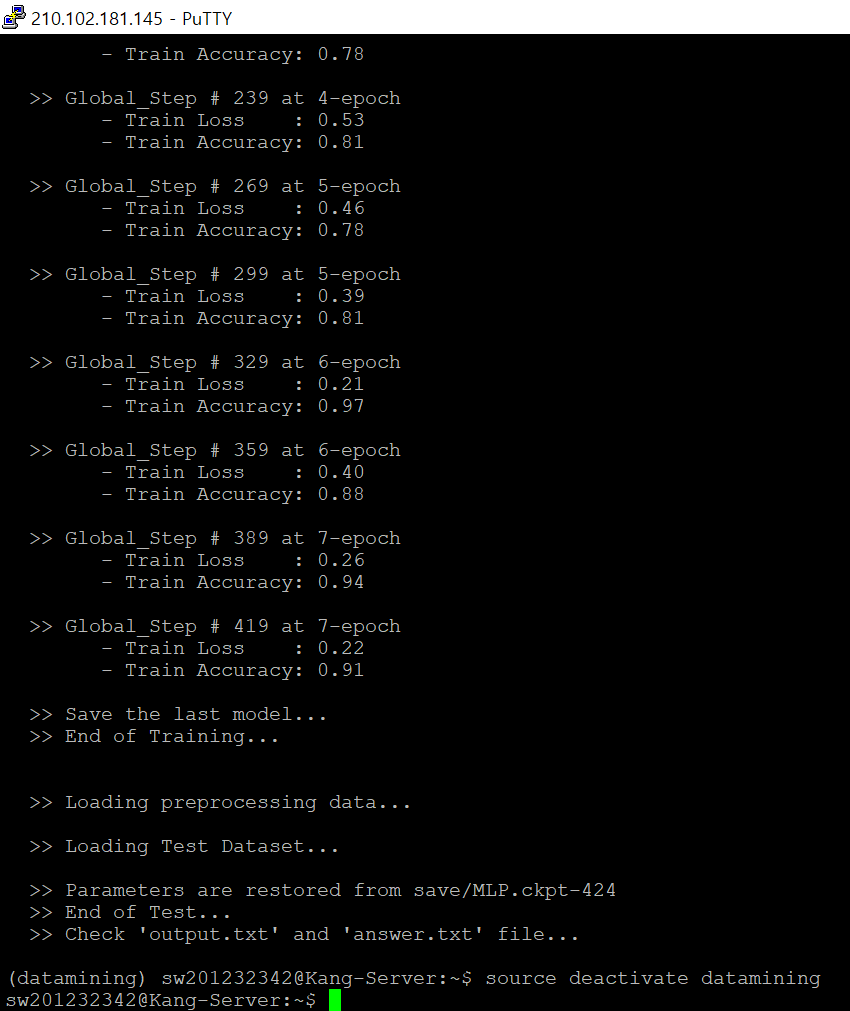 210.102.181.145 - PuTTY
- Train Accuracy: 0.78
>> Global_Step # 239 at 4-epoch
- Train Loss    : 0.53
- Train Accuracy: 0.81
>> Global_Step # 269 at 5-epoch
- Train Loss    : 0.46
- Train Accuracy: 0.78
>> Global_Step # 299 at 5-epoch
- Train Loss    : 0.39
- Train Accuracy: 0.81
>> Global_Step # 329 at 6-epoch
- Train Loss    : 0.21
- Train Accuracy: 0.97
>> Global_Step # 359 at 6-epoch
- Train Loss    : 0.40
- Train Accuracy: 0.88
>> Global_Step # 389 at 7-epoch
- Train Loss    : 0.26
- Train Accuracy: 0.94
>> Global_Step # 419 at 7-epoch
- Train Loss    : 0.22
- Train Accuracy: 0.91
>> Save the last model...
>> End of Training...
>> Loading preprocessing data...
>> Loading Test Dataset...
>> Parameters are restored from save/MLP.ckpt-424
>> End of Test...
>> Check 'output.txt' and 'answer.txt' file...
(datamining) sw201232342@Kang-Server:~$ source deactivate datamining
sw201232342@Kang-Server:~$